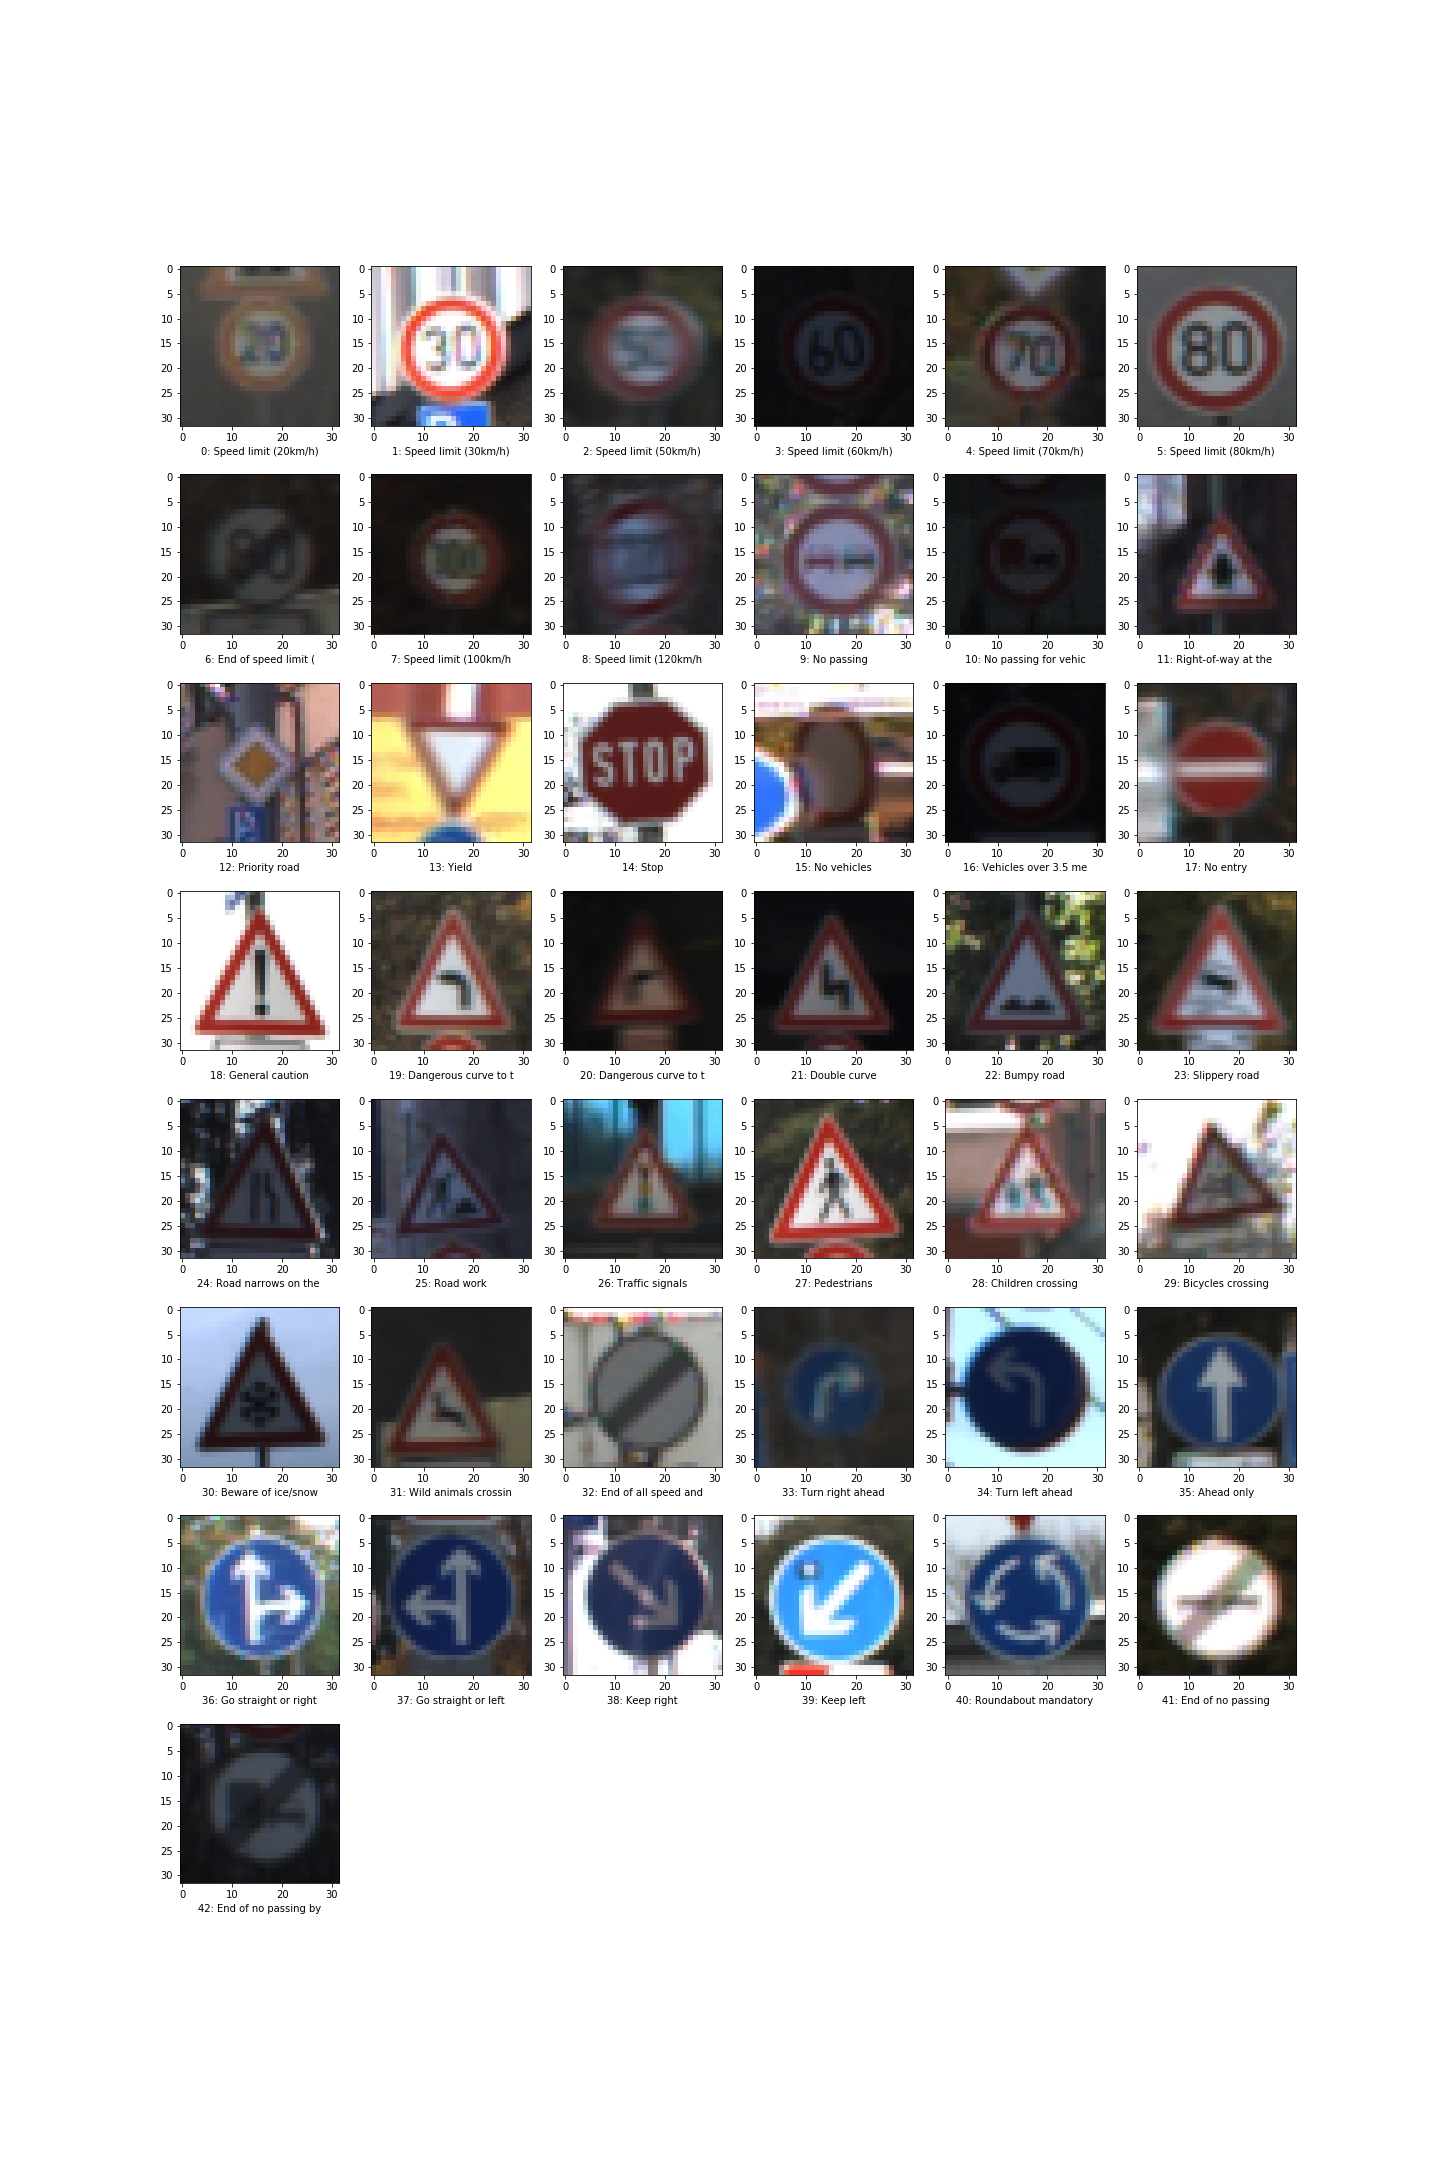 20
0: Speed limit (20km/h)
30
1: Speed limit (30km/h)
2: Speed limit (50km/h)
60
3: Speed limit (60km/h)
70
4: Speed limit (70km/h)
80
5: Speed limit (80km/h)
6: End of speed limit (
7: Speed limit (100km/h
8: Speed limit (120km/h
9: No passing
10: No passing for vehic
11: Right-of-way at the
12: Priority road
13: Yield
STOP
14: Stop
15: No vehicles
16: Vehicles over 3.5 me
17: No entry
18: General caution
19: Dangerous curve to t
20: Dangerous curve to t
21: Double curve
22: Bumpy road
23: Slippery road
24: Road narrows on the
25: Road work
26: Traffic signals
27: Pedestrians
28: Children crossing
29: Bicycles crossing
30: Beware of ice/snow
31: Wild animals crossin
32: End of all speed and
33: Turn right ahead
34: Turn left ahead
35: Ahead only
36: Go straight or right
37: Go straight or left
38: Keep right
39: Keep left
40: Roundabout mandatory
41: End of no passing
42: End of no passing by